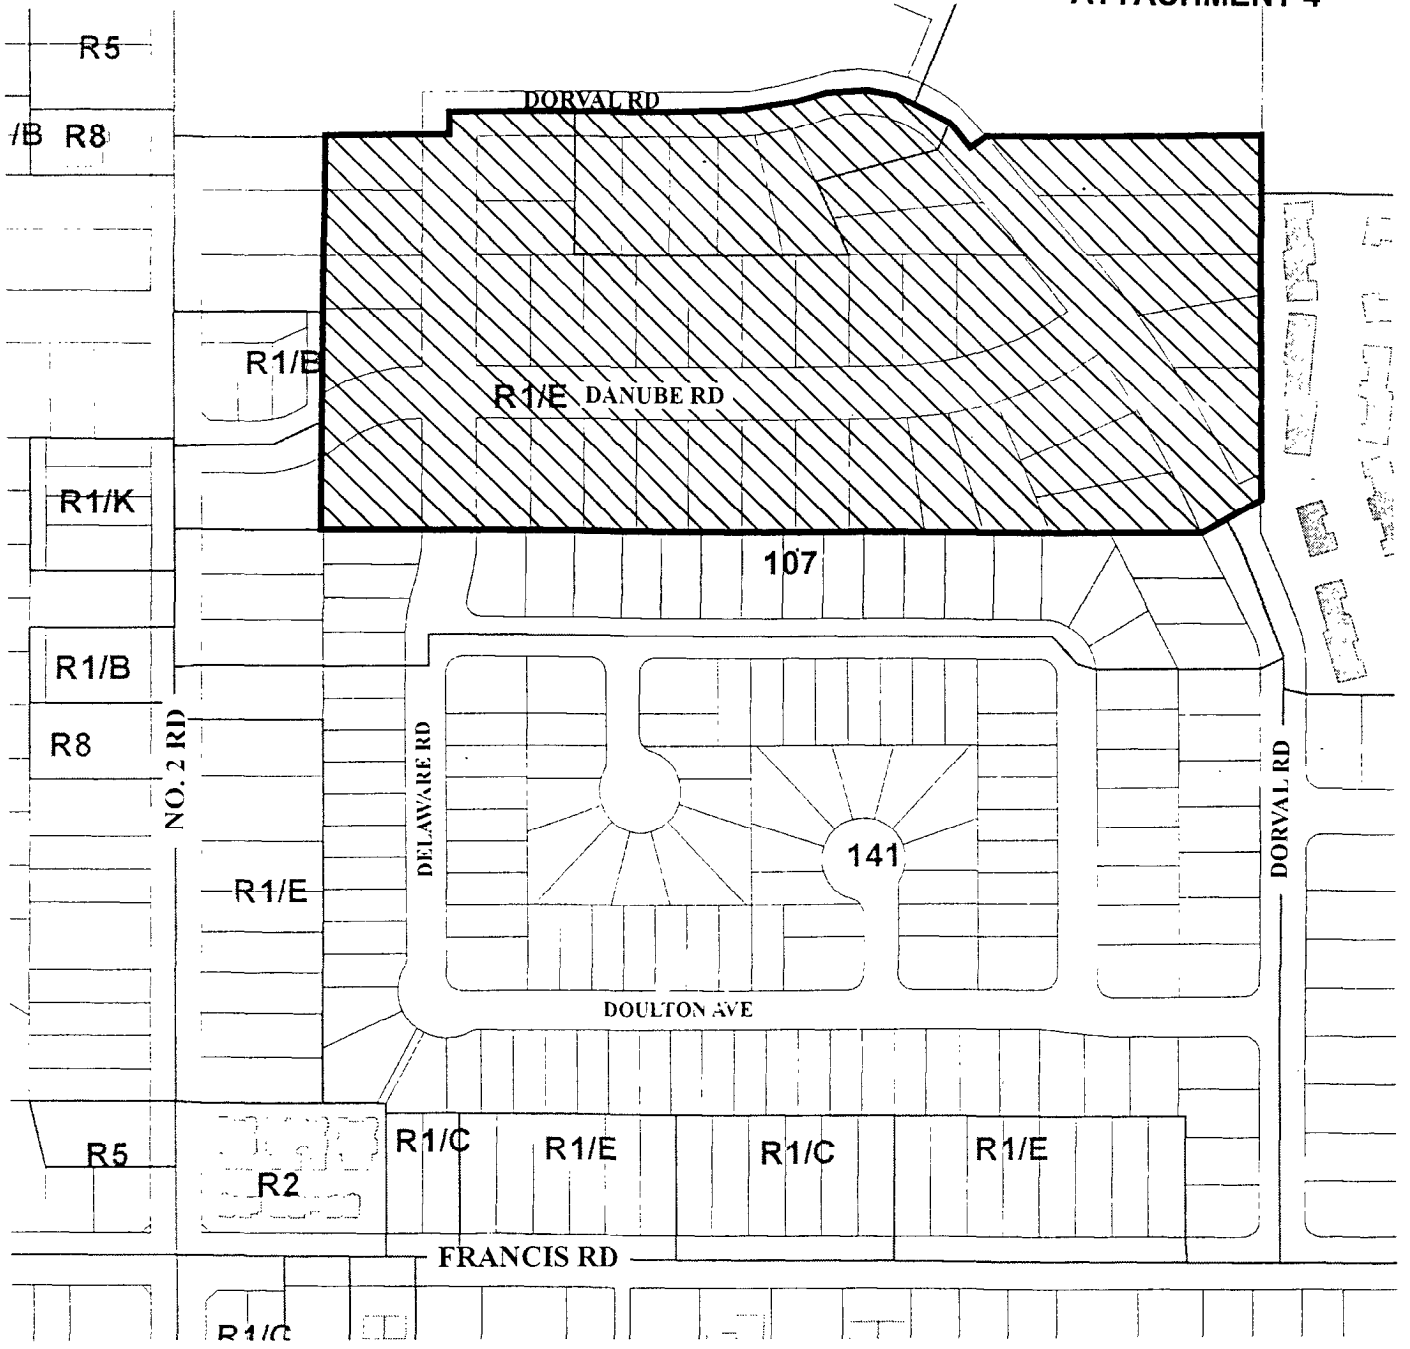 ATTACHMENT 4
R5
DORVAL RD
/B R8
R1/B
R1/E DANUBE RD
R1/K
107
R1/B
R8
NO. 2 RD
DELAWARE RD
DORVAL RD
141
R1/E
DOULTON AVE
R5
R2
R1/C
R1/E
R1/C
R1/E
FRANCIS RD
R1/C